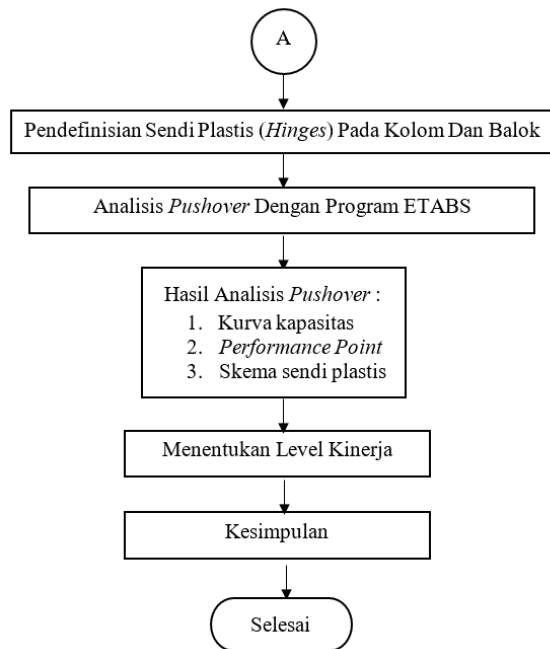 A
Pendefinisian Sendi Plastis (Hinges) Pada Kolom Dan Balok
Analisis Pushover Dengan Program ETABS
Hasil Analisis Pushover :
1. Kurva kapasitas
2. Performance Point
3. Skema sendi plastis
Menentukan Level Kinerja
Kesimpulan
Selesai